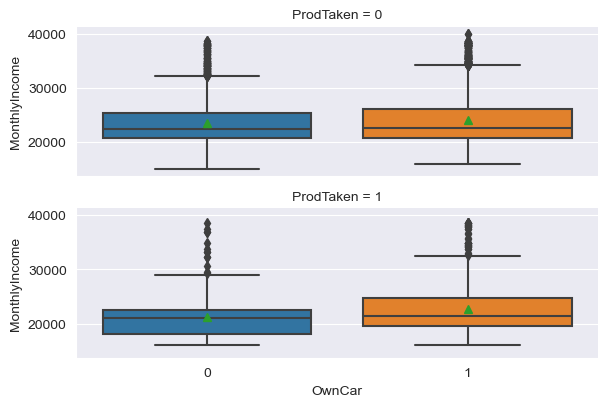 ProdTaken = 0
40000
30000
20000
MonthlyIncome
ProdTaken = 1
40000
30000
20000
MonthlyIncome
0 1
OwnCar